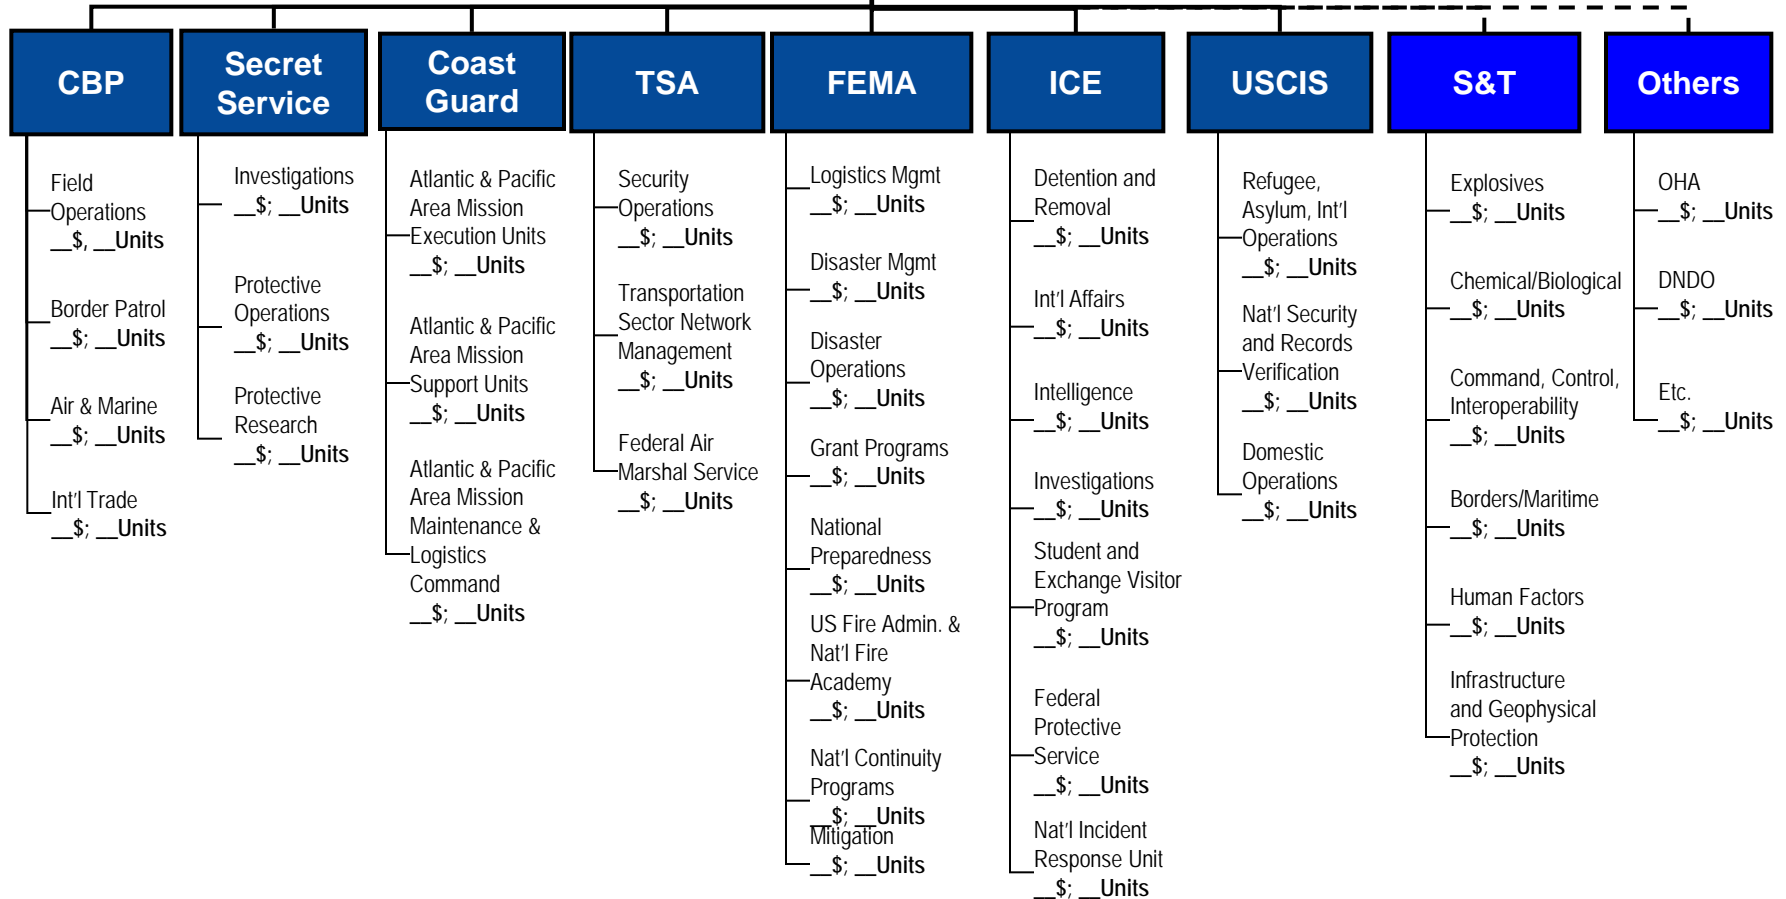 CBP
Secret
Service
Coast
Guard
TSA
FEMA
ICE
USCIS
S&T
Others
Field
Operations
__$, __Units
Border Patrol
__$; __Units
Air & Marine
__$; __Units
Int'l Trade
__$; __Units
Investigations
__$; __Units
Protective
Operations
__$; __Units
Protective
Research
__$; __Units
Atlantic & Pacific
Area Mission
Execution Units
__$; __Units
Atlantic & Pacific
Area Mission
Support Units
__$; __Units
Atlantic & Pacific
Area Mission
Maintenance &
Logistics
Command
__$; __Units
Security
Operations
__$; __Units
Transportation
Sector Network
Management
__$; __Units
Federal Air
Marshal Service
__$; __Units
Logistics Mgmt
__$; __Units
Disaster Mgmt
__$; __Units
Disaster
Operations
__$; __Units
Grant Programs
__$; __Units
National
Preparedness
__$; __Units
US Fire Admin. &
Nat'l Fire
Academy
__$; __Units
Nat'l Continuity
Programs
__$; __Units
Mitigation
__$; __Units
Detention and
Removal
__$; __Units
Int'l Affairs
__$; __Units
Intelligence
__$; __Units
Investigations
__$; __Units
Student and
Exchange Visitor
Program
__$; __Units
Federal
Protective
Service
__$; __Units
Nat'l Incident
Response Unit
__$; __Units
Refugee,
Asylum, Int'l
Operations
__$; __Units
Nat'l Security
and Records
Verification
__$; __Units
Domestic
Operations
__$; __Units
Explosives
__$; __Units
Chemical/Biological
__$; __Units
Command, Control,
Interoperability
__$; __Units
Borders/Maritime
__$; __Units
Human Factors
__$; __Units
Infrastructure
and Geophysical
Protection
__$; __Units
OHA
__$; __Units
DNDO
__$; __Units
Etc.
__$; __Units